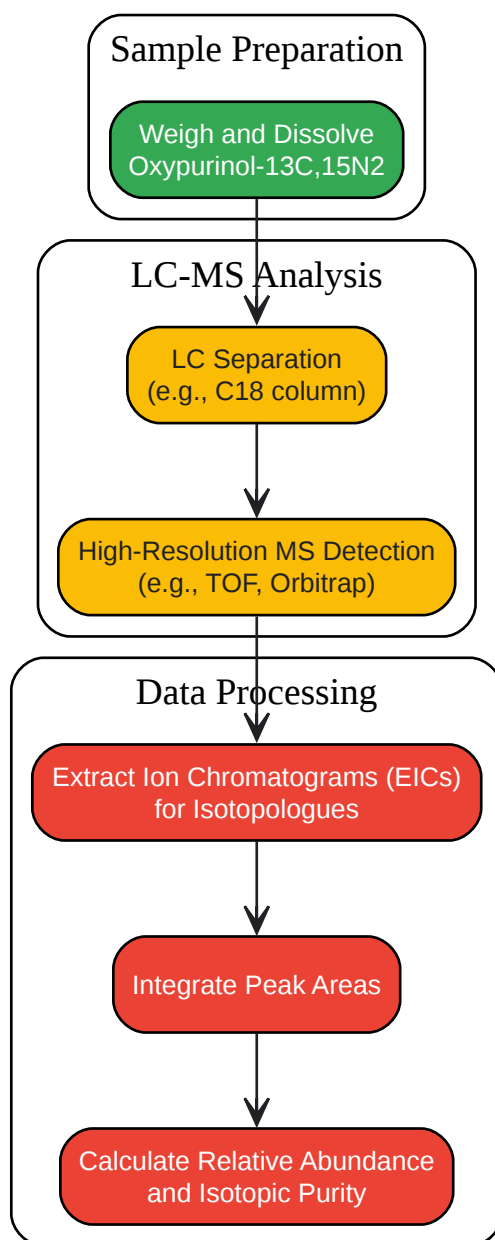 Sample Preparation
Weigh and Dissolve
Oxypurinol-13C,15N2
LC-MS Analysis
LC Separation
(e.g., C18 column)
High-Resolution MS Detection
(e.g., TOF, Orbitrap)
Data Processing
Extract Ion Chromatograms (EICs)
for Isotopologues
Integrate Peak Areas
Calculate Relative Abundance
and Isotopic Purity